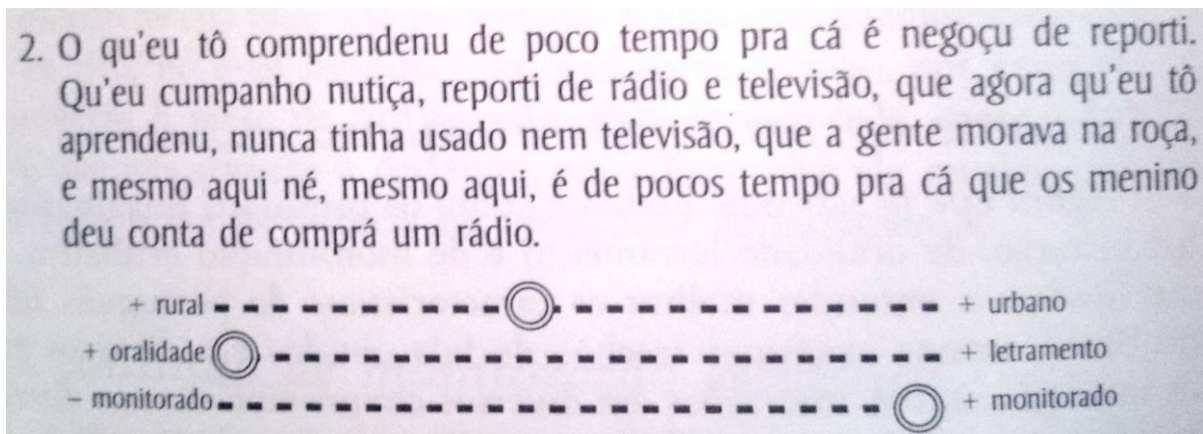 2. O qu'eu tô comprendenu de poco tempo pra cá é negoçu de reporti.
Qu'eu cumpanho nutiça, reporti de rádio e televisão, que agora qu'eu tô
aprendenu, nunca tinha usado nem televisão, que a gente morava na roça,
e mesmo aqui né, mesmo aqui, é de pocos tempo pra cá que os menino
deu conta de comprá um rádio.
+ rural + urbano
+ oralidade + letramento
– monitorado + monitorado